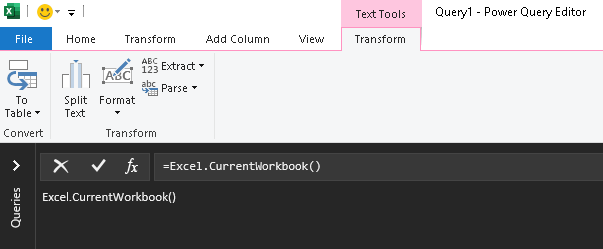 Text Tools
Query1 - Power Query Editor
File Home Transform Add Column View Transform
To Table
Split Text
Format
ABC
ABC 123 Extract
abc Parse
Convert
Transform
=Excel.CurrentWorkbook()
Queries
Excel.CurrentWorkbook()